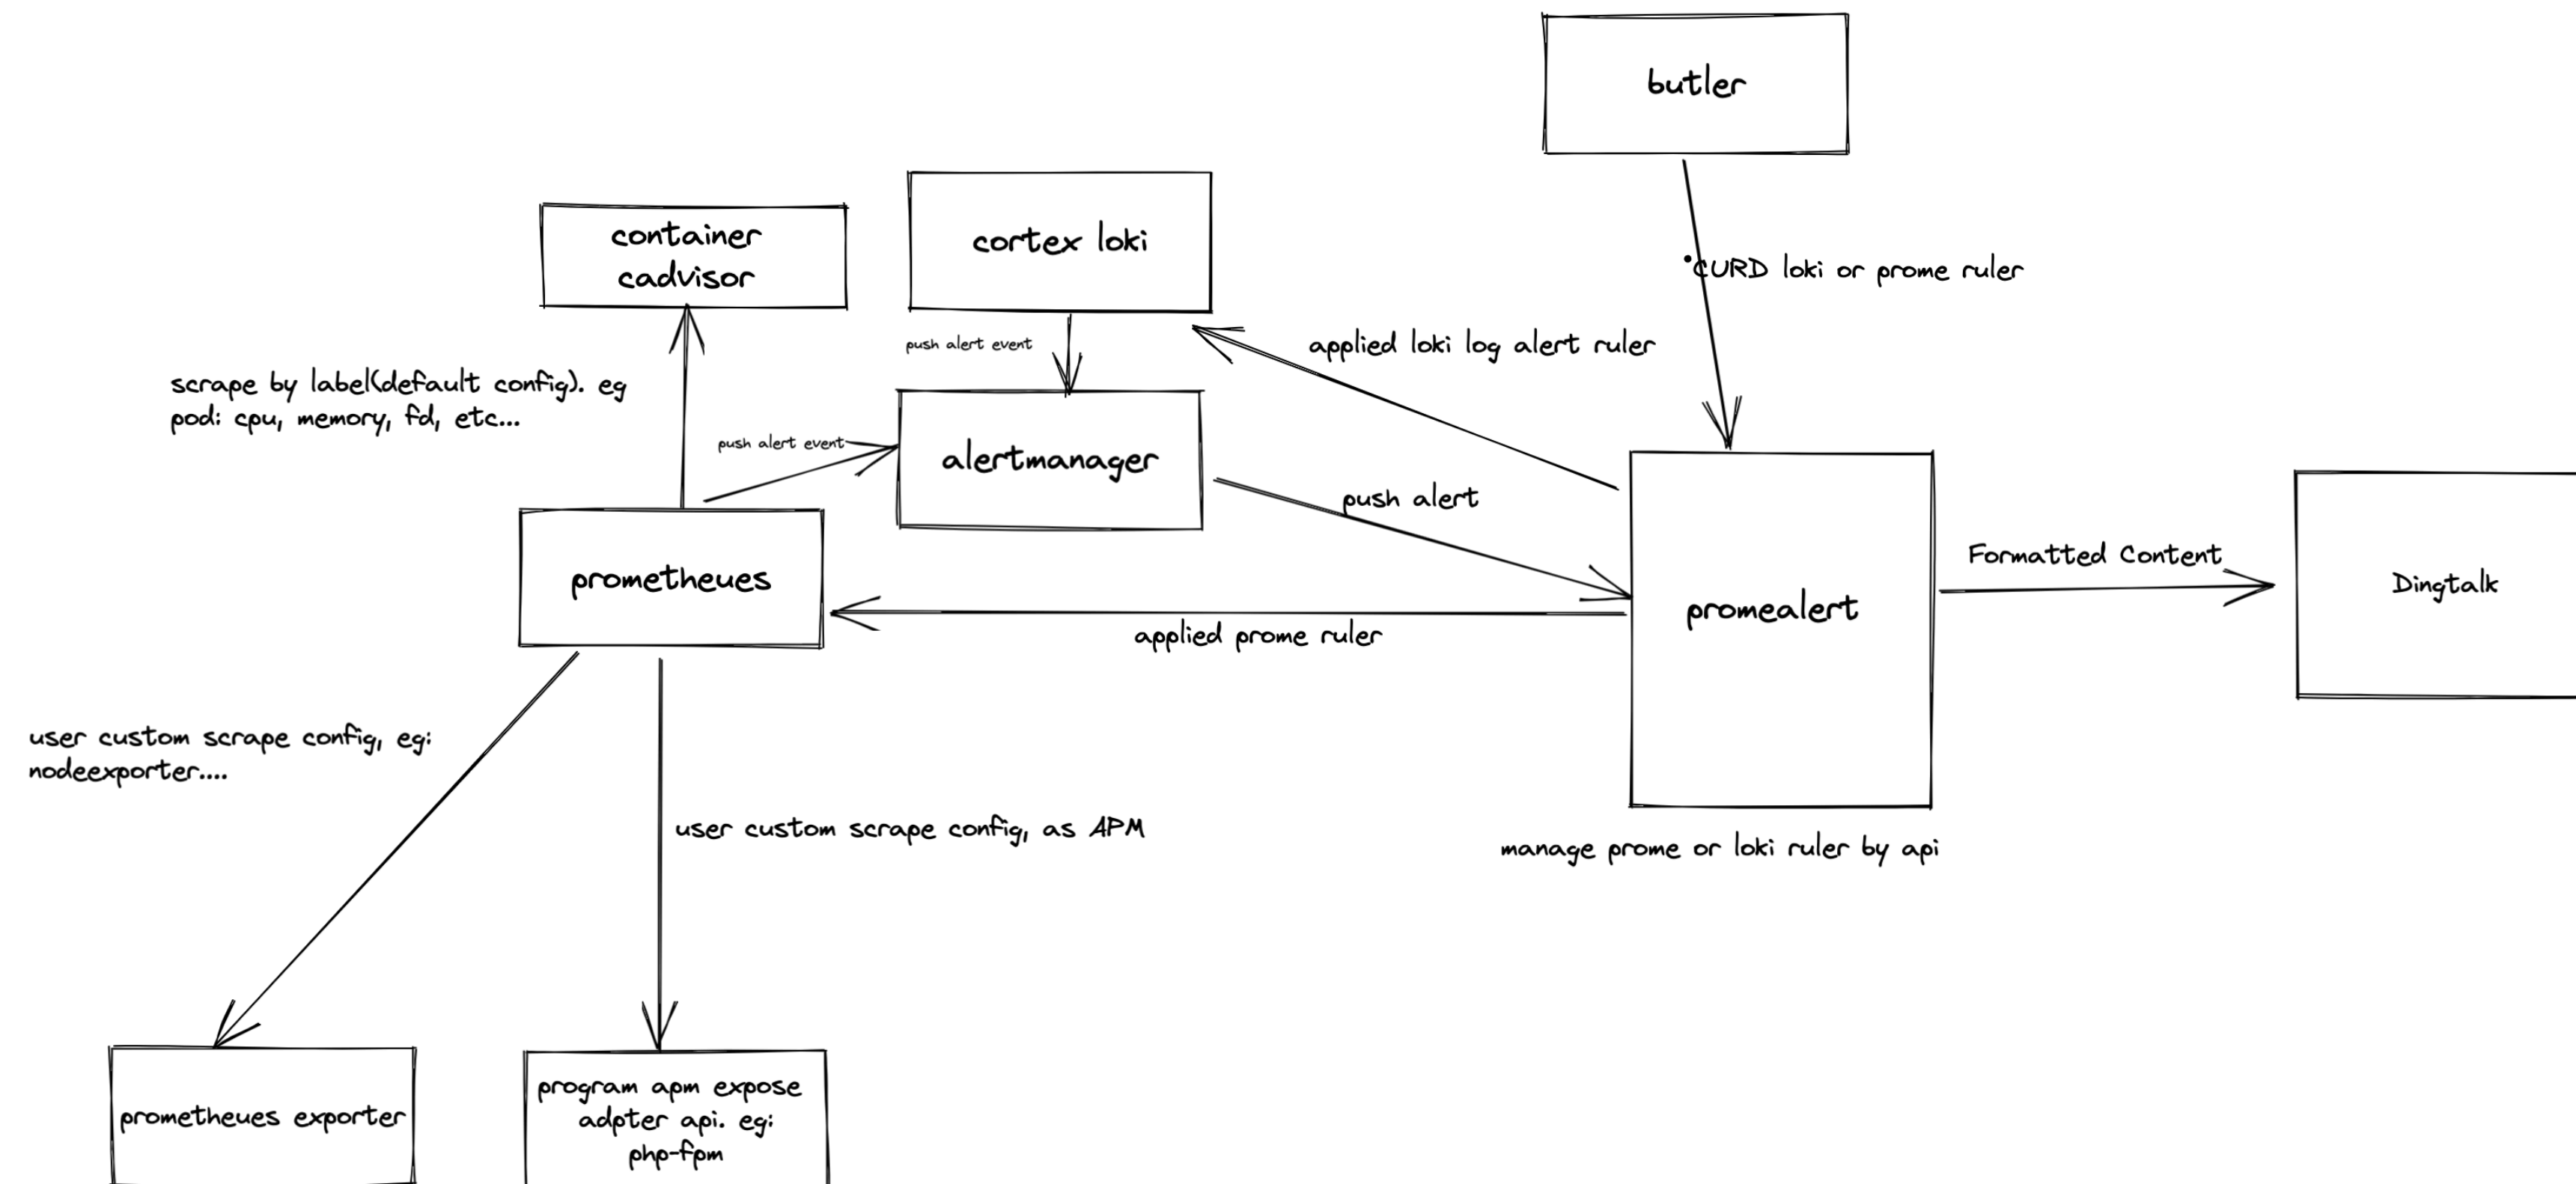 butler
container
cadvisor
cortex loki
CURD loki or prome ruler
push alert event
applied loki log alert ruler
scrape by label(default config). eg
pod: cpu, memory, fd, etc...
push alert event
alertmanager
push alert
prometheues
Formatted Content
Dingtalk
promealert
applied prome ruler
user custom scrape config, eg:
nodeexporter....
user custom scrape config, as APM
manage prome or loki ruler by api
prometheues exporter
program apm expose
adpter api. eg:
php-fpm